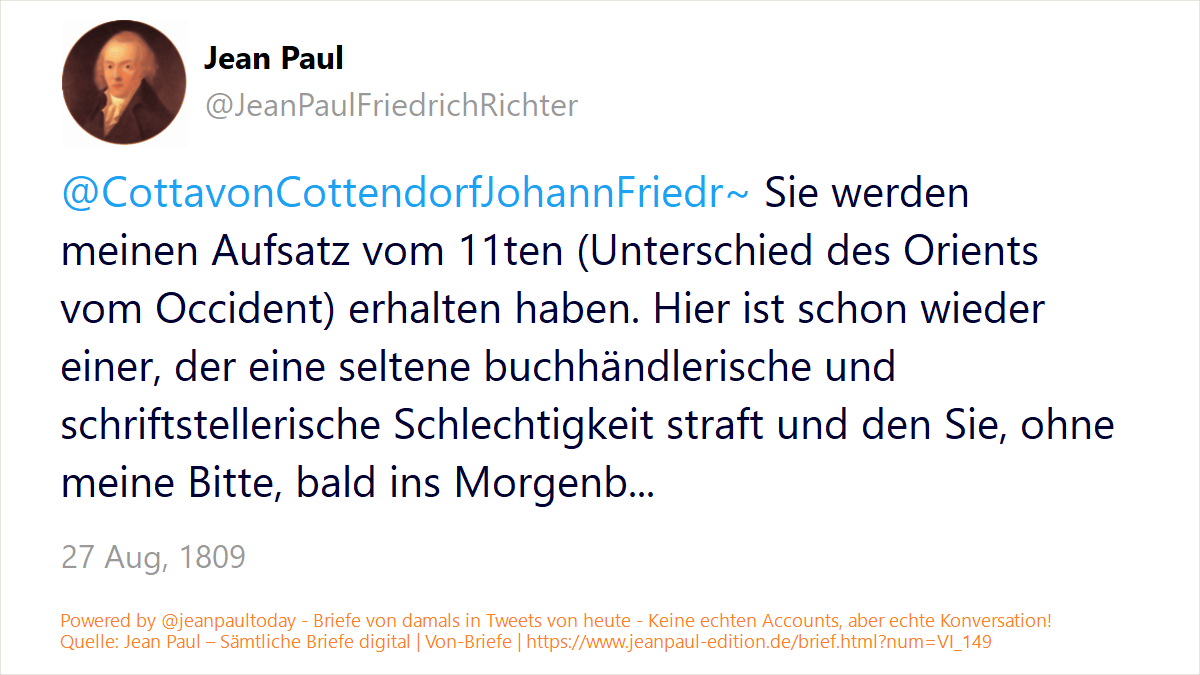 Jean Paul
@JeanPaulFriedrichRichter
@CottavonCottendorfJohannFriedr~ Sie werden
meinen Aufsatz vom 11ten (Unterschied des Orients
vom Occident) erhalten haben. Hier ist schon wieder
einer, der eine seltene buchhändlerische und
schriftstellerische Schlechtigkeit straft und den Sie, ohne
meine Bitte, bald ins Morgenb...
27 Aug, 1809
Powered by @jeanpaultoday - Briefe von damals in Tweets von heute - Keine echten Accounts, aber echte Konversation!
Quelle: Jean Paul – Sämtliche Briefe digital | Von-Briefe | https://www.jeanpaul-edition.de/brief.html?num=VI_149